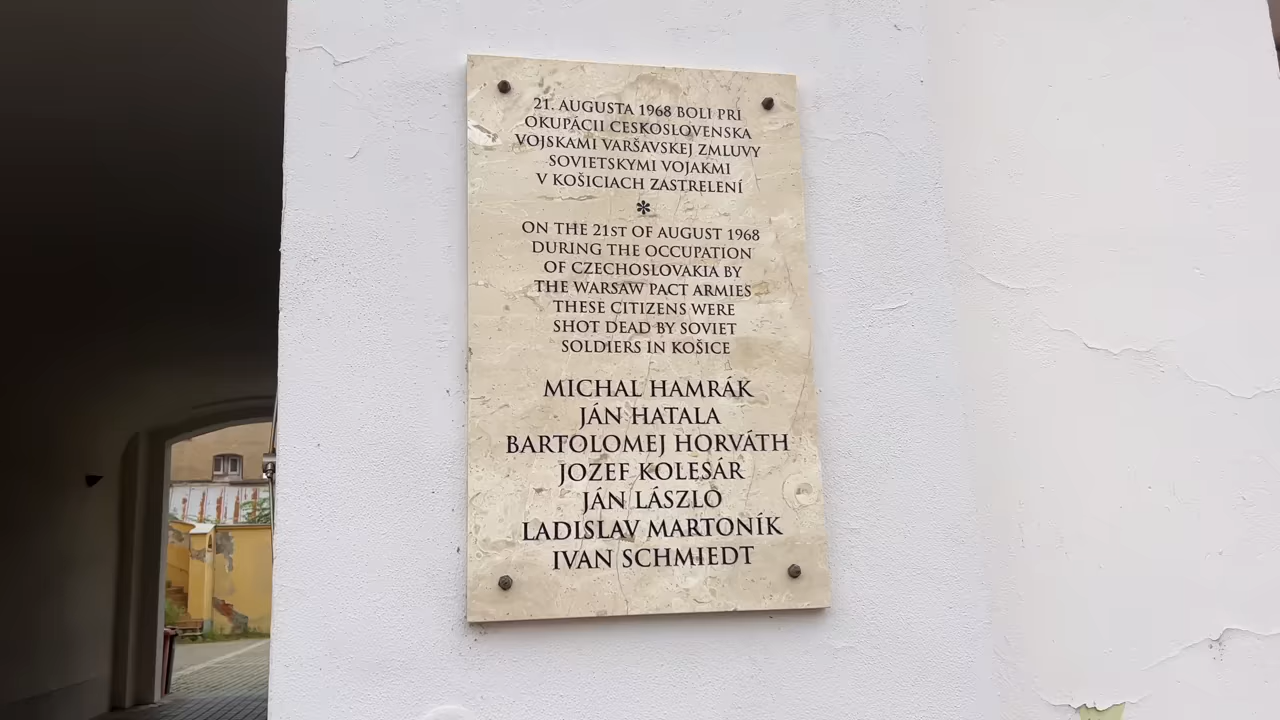 21. AUGUSTA 1968 BOLI PRI
OKUPÁCII ČESKOSLOVENSKA
VOJSKAMI VARŠAVSKEJ ZMLUVY
SOVIETSKYMI VOJAKMI
V KOŠICIACH ZASTRELENÍ
*
ON THE 21ST OF AUGUST 1968
DURING THE OCCUPATION
OF CZECHOSLOVAKIA BY
THE WARSAW PACT ARMIES
THESE CITIZENS WERE
SHOT DEAD BY SOVIET
SOLDIERS IN KOŠICE
MICHAL HAMRÁK
JÁN HATALA
BARTOLOMEJ HORVÁTH
JOZEF KOLESÁR
JÁN LÁSZLO
LADISLAV MARTONÍK
IVAN SCHMIEDT